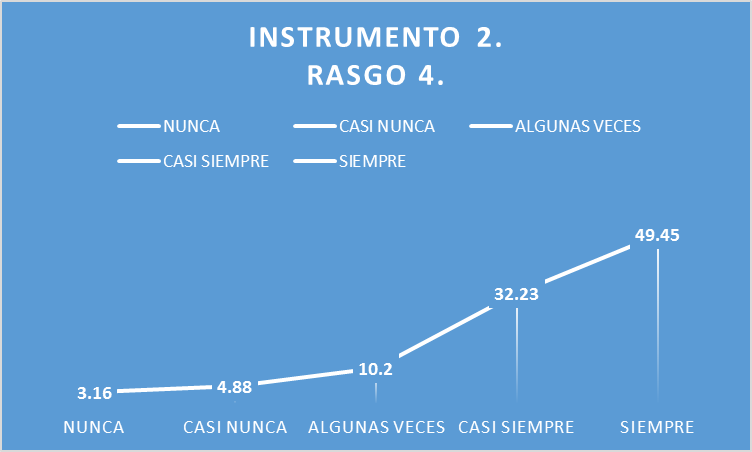 INSTRUMENTO 2.
RASGO 4.
NUNCA CASI NUNCA ALGUNAS VECES
CASI SIEMPRE SIEMPRE
49.45
32.23
10.2
4.88
3.16
NUNCA CASI NUNCA ALGUNAS VECES CASI SIEMPRE SIEMPRE